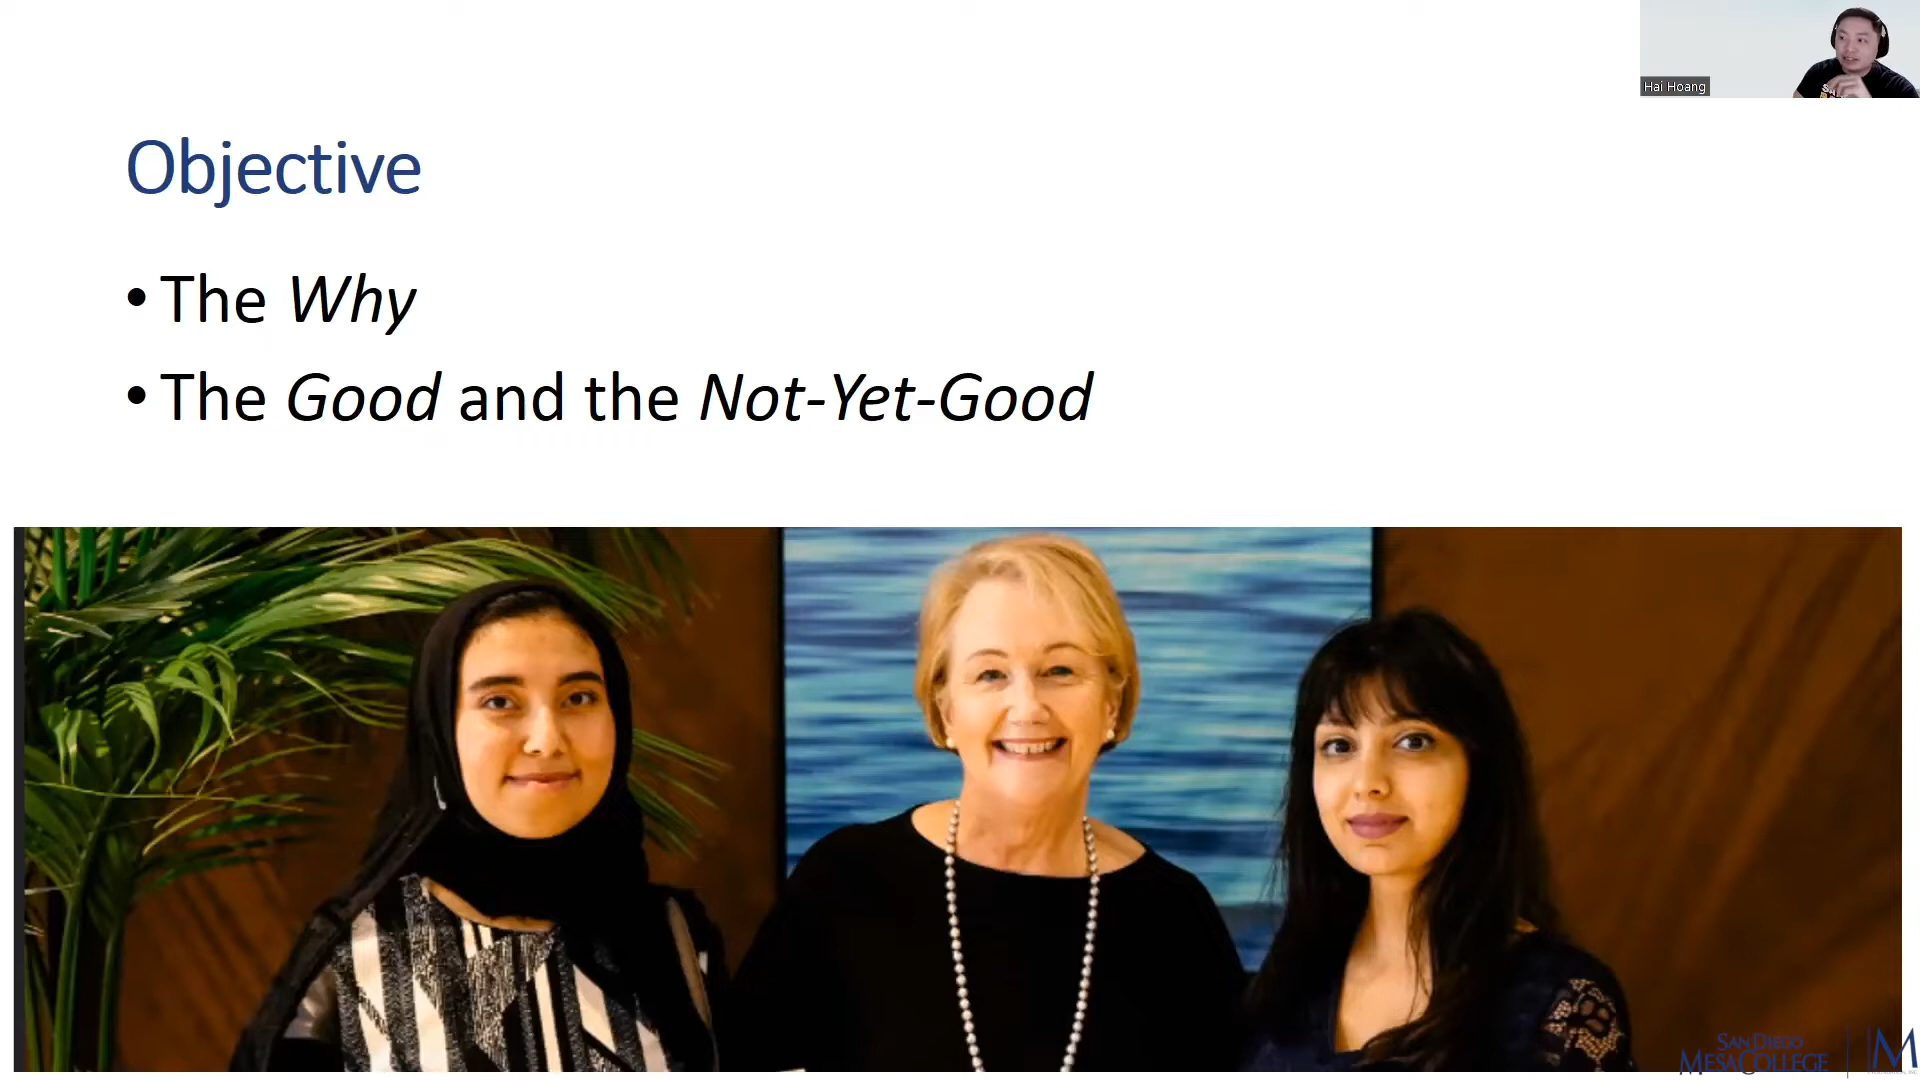 Hai Hoang
Objective
• The Why
• The Good and the Not-Yet-Good
SAN DIEGO
MESA COLLEGE
M